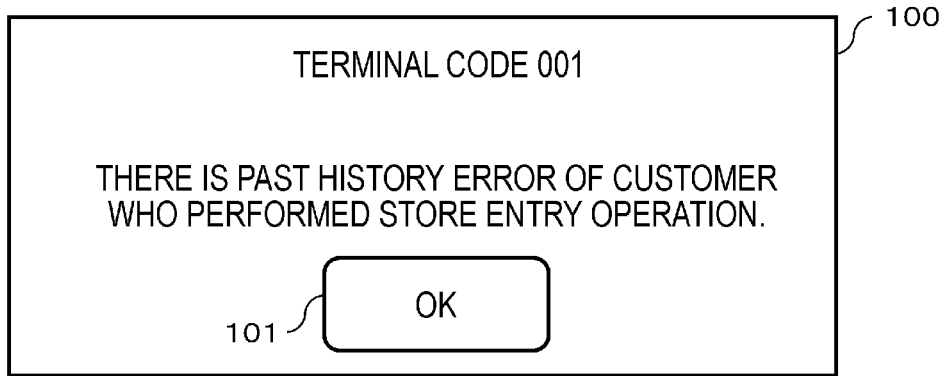 100
TERMINAL CODE 001
THERE IS PAST HISTORY ERROR OF CUSTOMER
WHO PERFORMED STORE ENTRY OPERATION.
OK
101